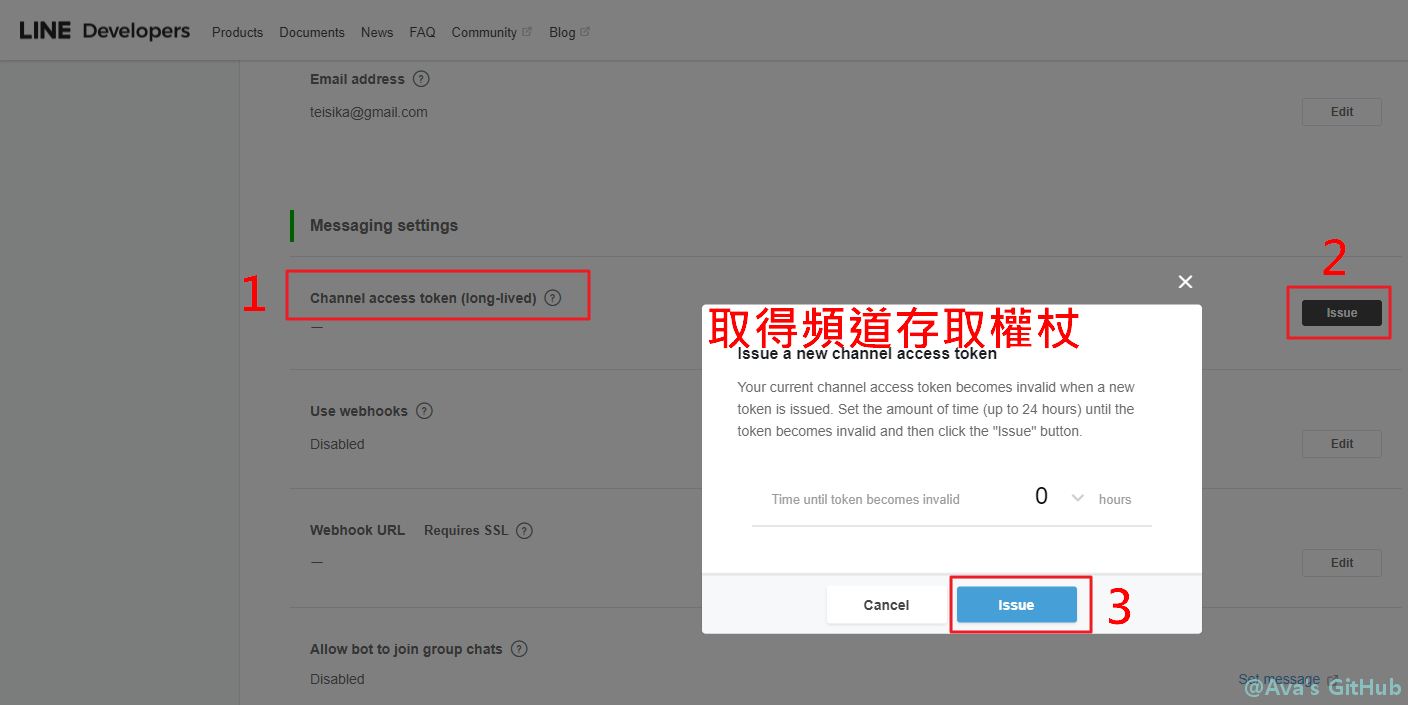 LINE Developers Products Documents News FAQ Community Blog
Email address ?
teisika@gmail.com
Edit
Messaging settings
1
Channel access token (long-lived) ?
—
2
Issue
Use webhooks ?
Disabled
Edit
Webhook URL Requires SSL ?
—
Edit
Allow bot to join group chats ?
Disabled
Set message
取得頻道存取權杖
Issue a new channel access token
Your current channel access token becomes invalid when a new
token is issued. Set the amount of time (up to 24 hours) until the
token becomes invalid and then click the "Issue" button.
Time until token becomes invalid 0 hours
Cancel
Issue
3
@Ava's GitHub